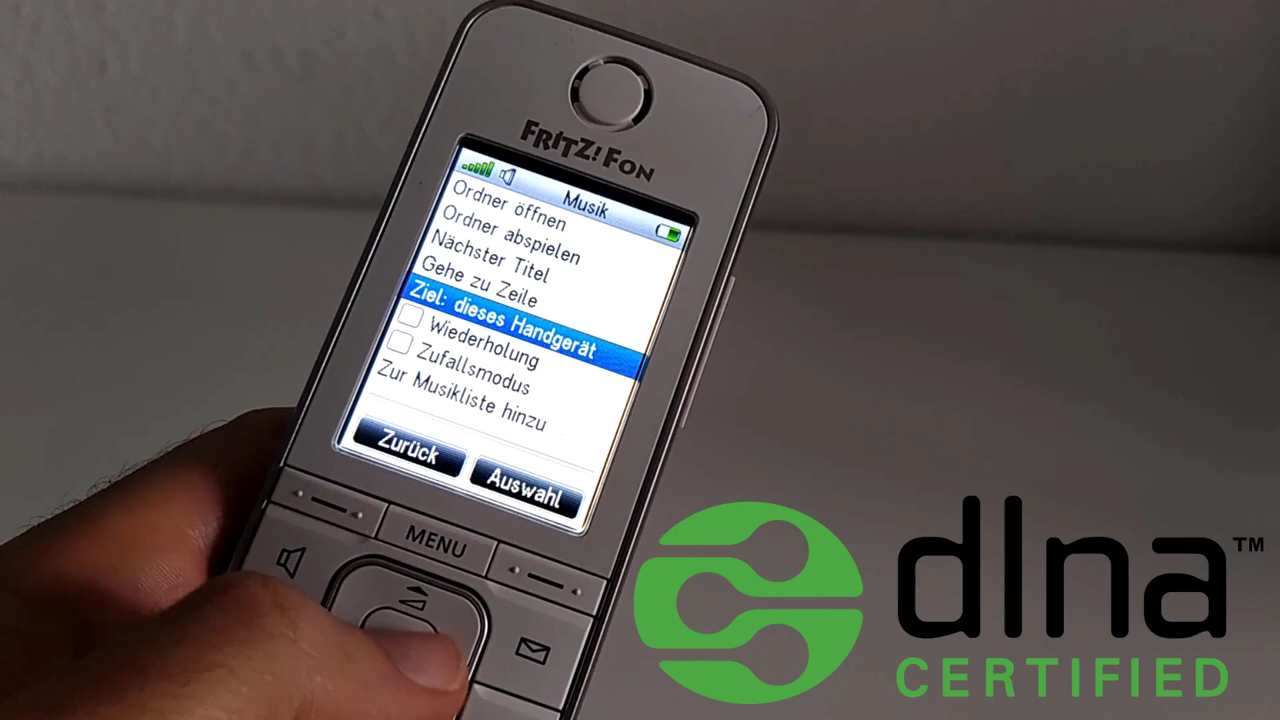 FRITZ!FON
Musik
Ordner öffnen
Ordner abspielen
Nächster Titel
Gehe zu Zeile
Ziel: dieses Handgerät
Wiederholung
Zufallsmodus
Zur Musikliste hinzu
Zurück
Auswahl
MENU
dlna™
CERTIFIED